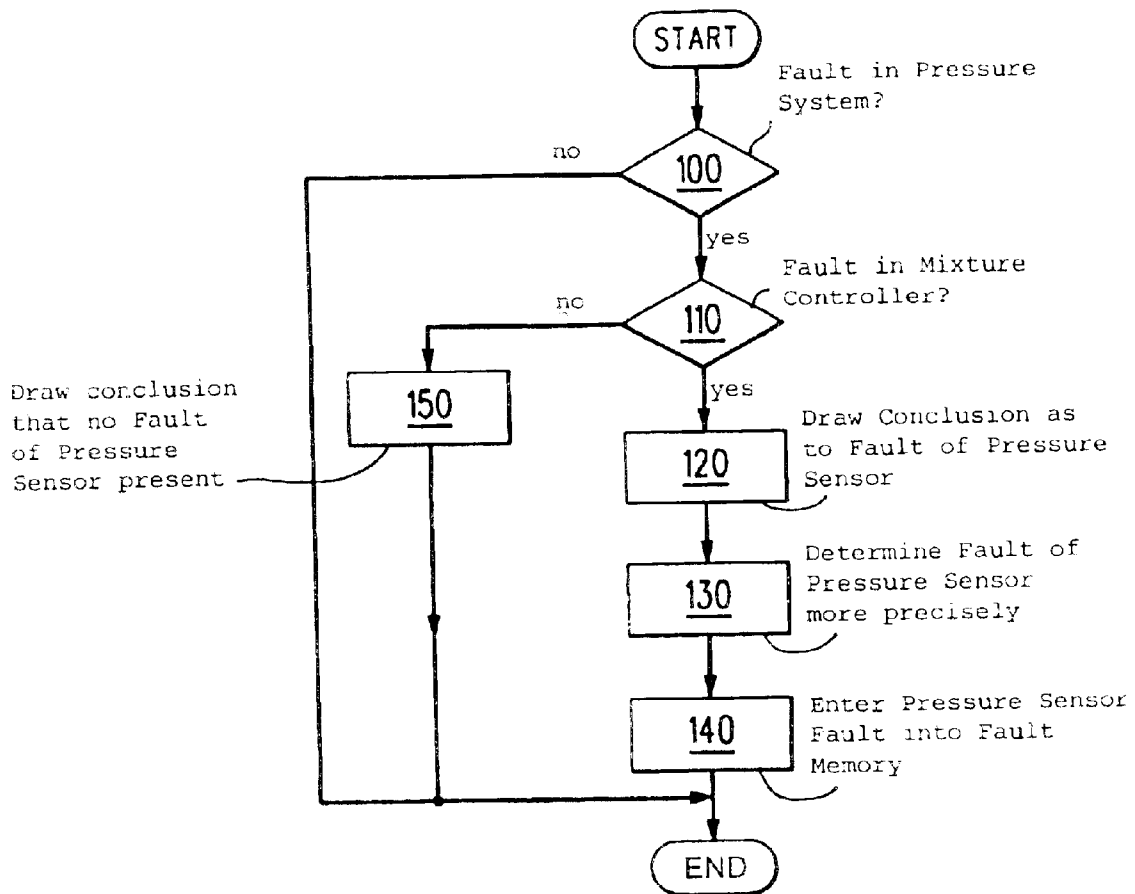 START
Fault in Pressure
System?
no
100
yes
Fault in Mixture
Controller?
no
110
yes
Draw conclusion
that no Fault
of Pressure
Sensor present
150
Draw Conclusion as
to Fault of Pressure
Sensor
120
Determine Fault of
Pressure Sensor
more precisely
130
Enter Pressure Sensor
Fault into Fault
Memory
140
END